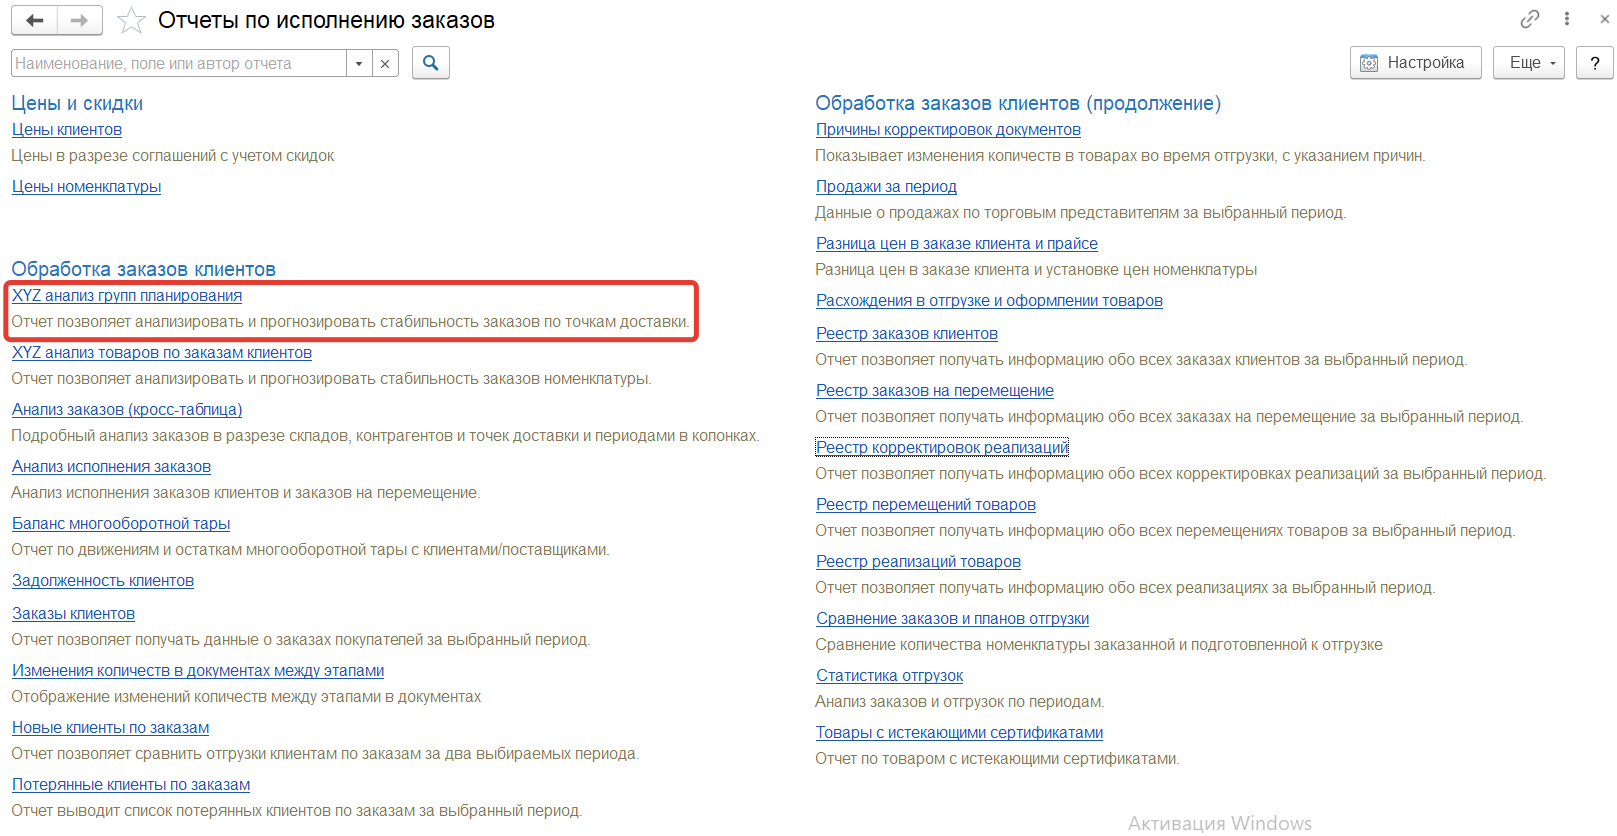 Отчеты по исполнению заказов
Наименование, поле или автор отчета
Настройка
Еще
?
Цены и скидки
Цены клиентов
Цены в разрезе соглашений с учетом скидок
Цены номенклатуры
Обработка заказов клиентов
XYZ анализ групп планирования
Отчет позволяет анализировать и прогнозировать стабильность заказов по точкам доставки.
XYZ анализ товаров по заказам клиентов
Отчет позволяет анализировать и прогнозировать стабильность заказов номенклатуры.
Анализ заказов (кросс-таблица)
Подробный анализ заказов в разрезе складов, контрагентов и точек доставки и периодами в колонках.
Анализ исполнения заказов
Анализ исполнения заказов клиентов и заказов на перемещение.
Баланс многооборотной тары
Отчет по движениям и остаткам многооборотной тары с клиентами/поставщиками.
Задолженность клиентов
Заказы клиентов
Отчет позволяет получать данные о заказах покупателей за выбранный период.
Изменения количеств в документах между этапами
Отображение изменений количеств между этапами в документах
Новые клиенты по заказам
Отчет позволяет сравнить отгрузки клиентам по заказам за два выбираемых периода.
Потерянные клиенты по заказам
Отчет выводит список потерянных клиентов по заказам за выбранный период.
Обработка заказов клиентов (продолжение)
Причины корректировок документов
Показывает изменения количеств в товарах во время отгрузки, с указанием причин.
Продажи за период
Данные о продажах по торговым представителям за выбранный период.
Разница цен в заказе клиента и прайсе
Разница цен в заказе клиента и установке цен номенклатуры
Расхождения в отгрузке и оформлении товаров
Реестр заказов клиентов
Отчет позволяет получать информацию обо всех заказах клиентов за выбранный период.
Реестр заказов на перемещение
Отчет позволяет получать информацию обо всех заказах на перемещение за выбранный период.
Реестр корректировок реализаций
Отчет позволяет получать информацию обо всех корректировках реализаций за выбранный период.
Реестр перемещений товаров
Отчет позволяет получать информацию обо всех перемещениях товаров за выбранный период.
Реестр реализаций товаров
Отчет позволяет получать информацию обо всех реализациях за выбранный период.
Сравнение заказов и планов отгрузки
Сравнение количества номенклатуры заказанной и подготовленной к отгрузке
Статистика отгрузок
Анализ заказов и отгрузок по периодам.
Товары с истекающими сертификатами
Отчет по товаром с истекающими сертификатами.
Активация Windows